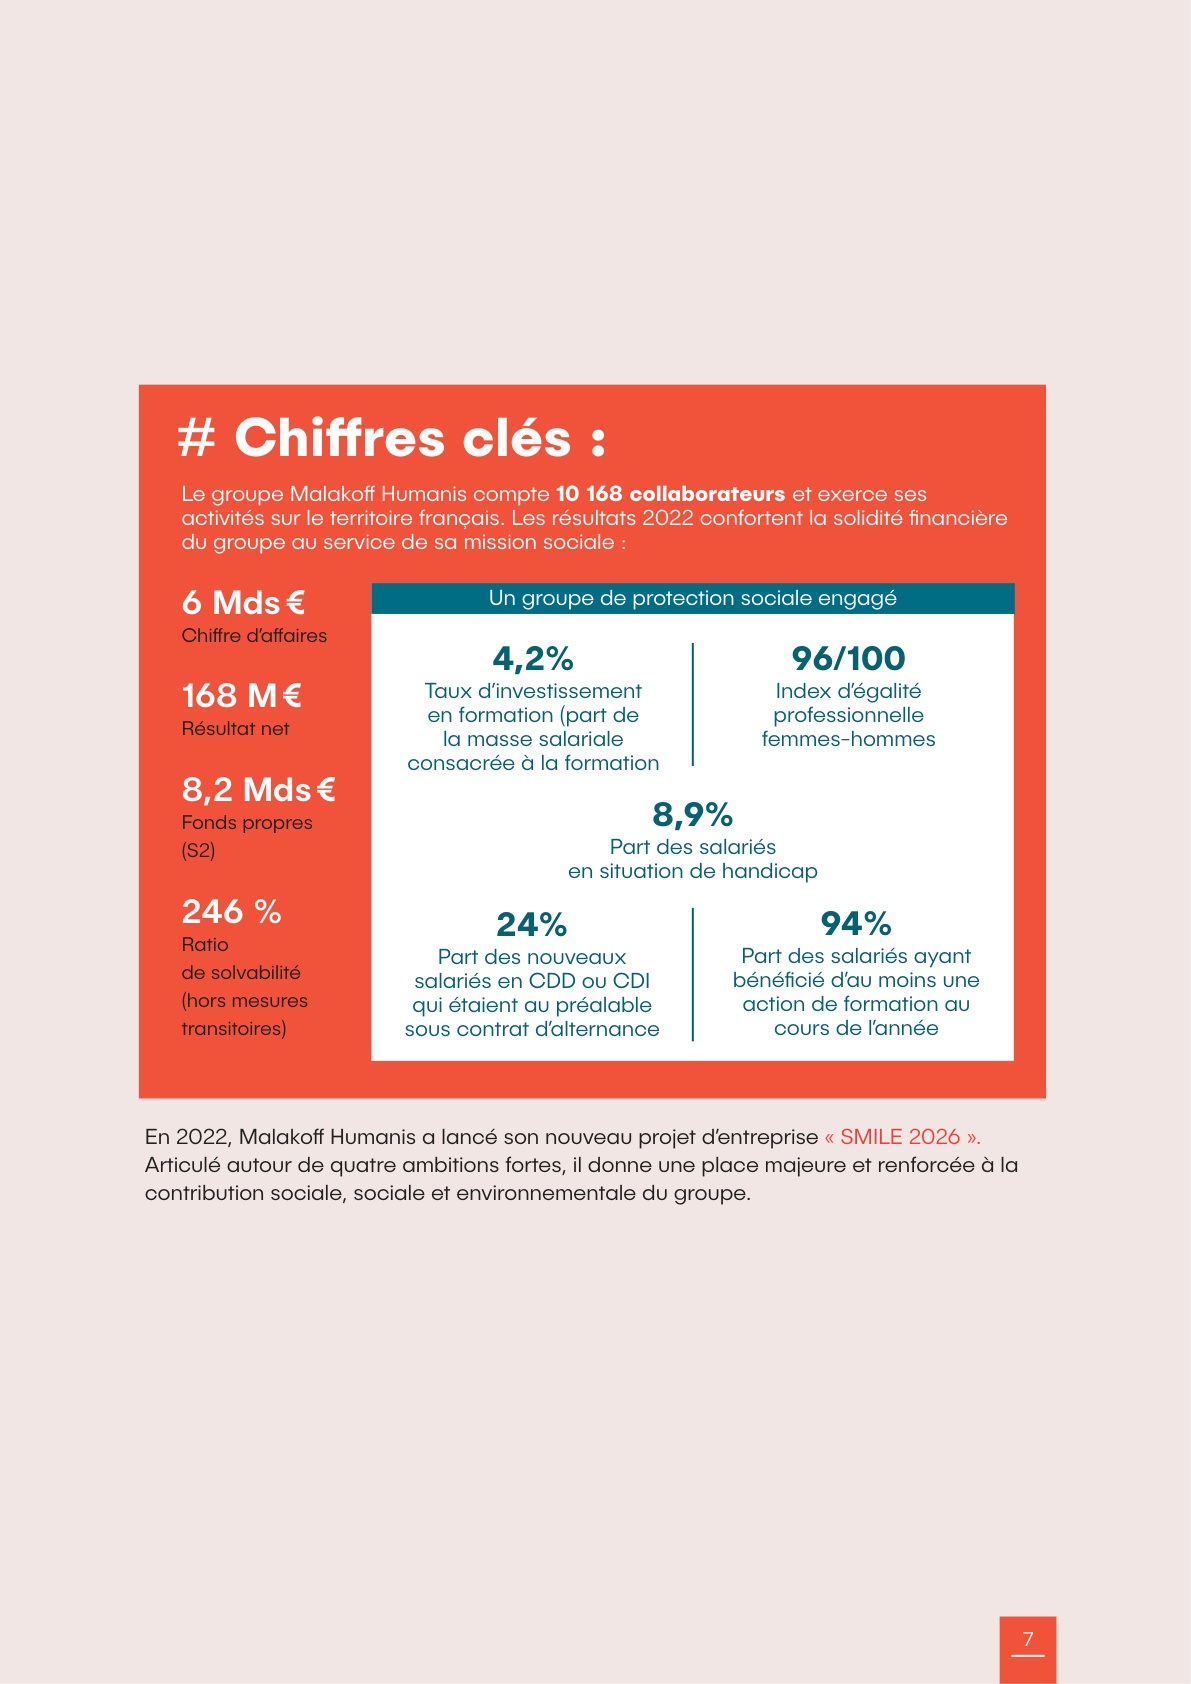 # Chiffres clés :
Le groupe Malakoff Humanis compte 10 168 collaborateurs et exerce ses
activités sur le territoire français. Les résultats 2022 confortent la solidité financière
du groupe au service de sa mission sociale :
6 Mds €
Chiffre d’affaires
168 M €
Résultat net
8,2 Mds €
Fonds propres
(S2)
246 %
Ratio
de solvabilité
(hors mesures
transitoires)
Un groupe de protection sociale engagé
4,2%
Taux d’investissement
en formation (part de
la masse salariale
consacrée à la formation
96/100
Index d’égalité
professionnelle
femmes-hommes
8,9%
Part des salariés
en situation de handicap
24%
Part des nouveaux
salariés en CDD ou CDI
qui étaient au préalable
sous contrat d’alternance
94%
Part des salariés ayant
bénéficié d’au moins une
action de formation au
cours de l’année
En 2022, Malakoff Humanis a lancé son nouveau projet d’entreprise « SMILE 2026 ».
Articulé autour de quatre ambitions fortes, il donne une place majeure et renforcée à la
contribution sociale, sociale et environnementale du groupe.
7